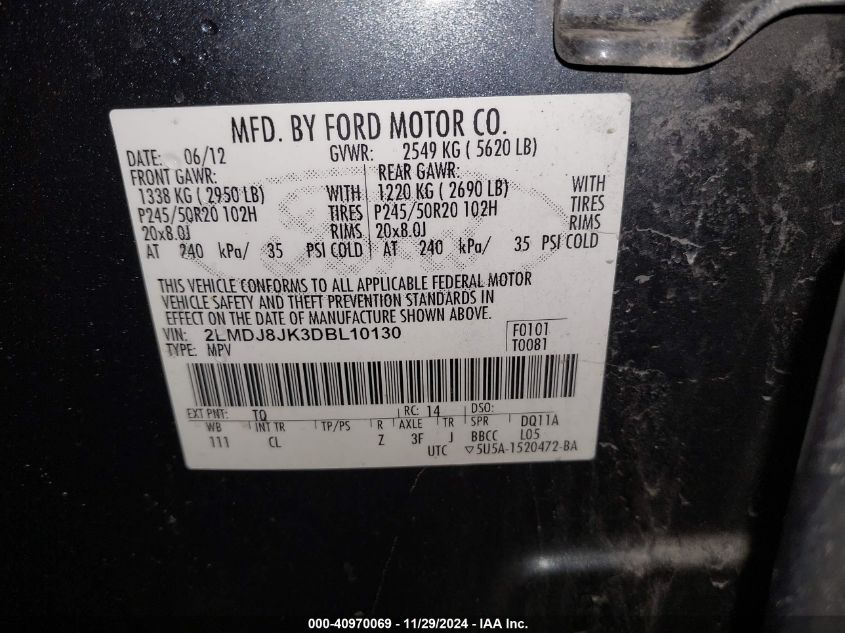 MFD. BY FORD MOTOR CO.
DATE: 06/12 GVWR: 2549 KG ( 5620 LB)
FRONT GAWR: REAR GAWR:
1338 KG ( 2950 LB) WITH 1220 KG ( 2690 LB) WITH
P245/50R20 102H TIRES P245/50R20 102H TIRES
20x8.0J RIMS 20x8.0J RIMS
AT 240 kPa/ 35 PSI COLD AT 240 kPa/ 35 PSI COLD
THIS VEHICLE CONFORMS TO ALL APPLICABLE FEDERAL MOTOR
VEHICLE SAFETY AND THEFT PREVENTION STANDARDS IN
EFFECT ON THE DATE OF MANUFACTURE SHOWN ABOVE.
VIN: 2LMDJ8JK3DBL10130 F0101
TYPE: MPV T0081
EXT PNT: TQ RC: 14 DSO:
WB INT TR TP/PS R AXLE TR SPR DQ11A
111 CL Z 3F J BBCC L05
UTC ▽5U5A-1520472-BA
000-40970069 - 11/29/2024 - IAA Inc.